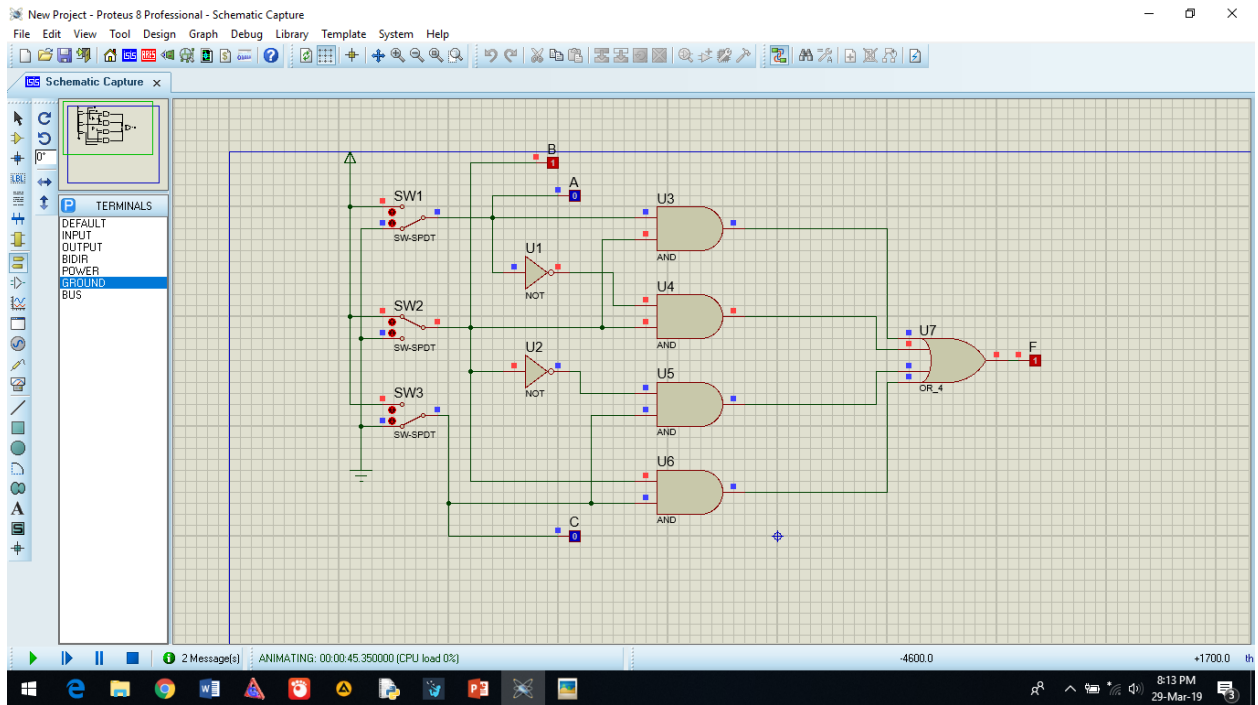 New Project - Proteus 8 Professional - Schematic Capture
File Edit View Tool Design Graph Debug Library Template System Help
Schematic Capture
0°
LBL
P TERMINALS
DEFAULT
INPUT
OUTPUT
BIDIR
POWER
GROUND
BUS
A
S
B
1
A
0
SW1
SW-SPDT
U3
AND
U1
NOT
U4
AND
SW2
SW-SPDT
U7
OR_4
F
1
U2
NOT
U5
AND
SW3
SW-SPDT
U6
AND
C
0
2 Message(s)
ANIMATING: 00:00:45.350000 (CPU load 0%)
-4600.0
+1700.0
th
8:13 PM
29-Mar-19
3